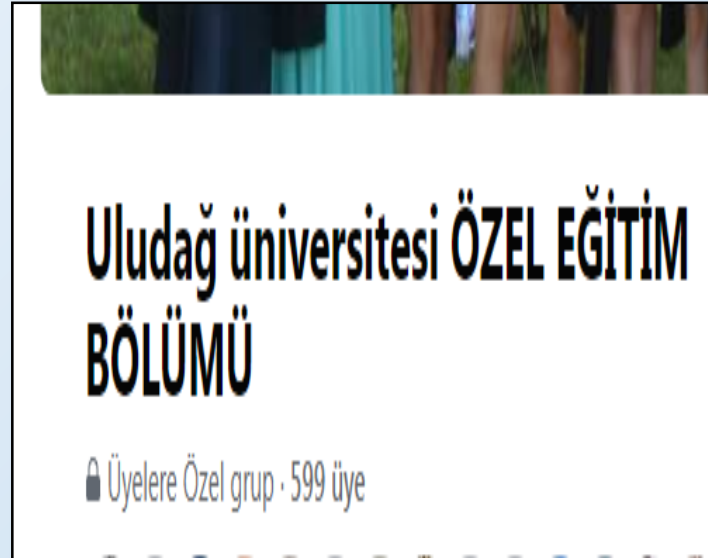 Uludağ üniversitesi ÖZEL EĞİTİM
BÖLÜMÜ
Üyelere Özel grup · 599 üye